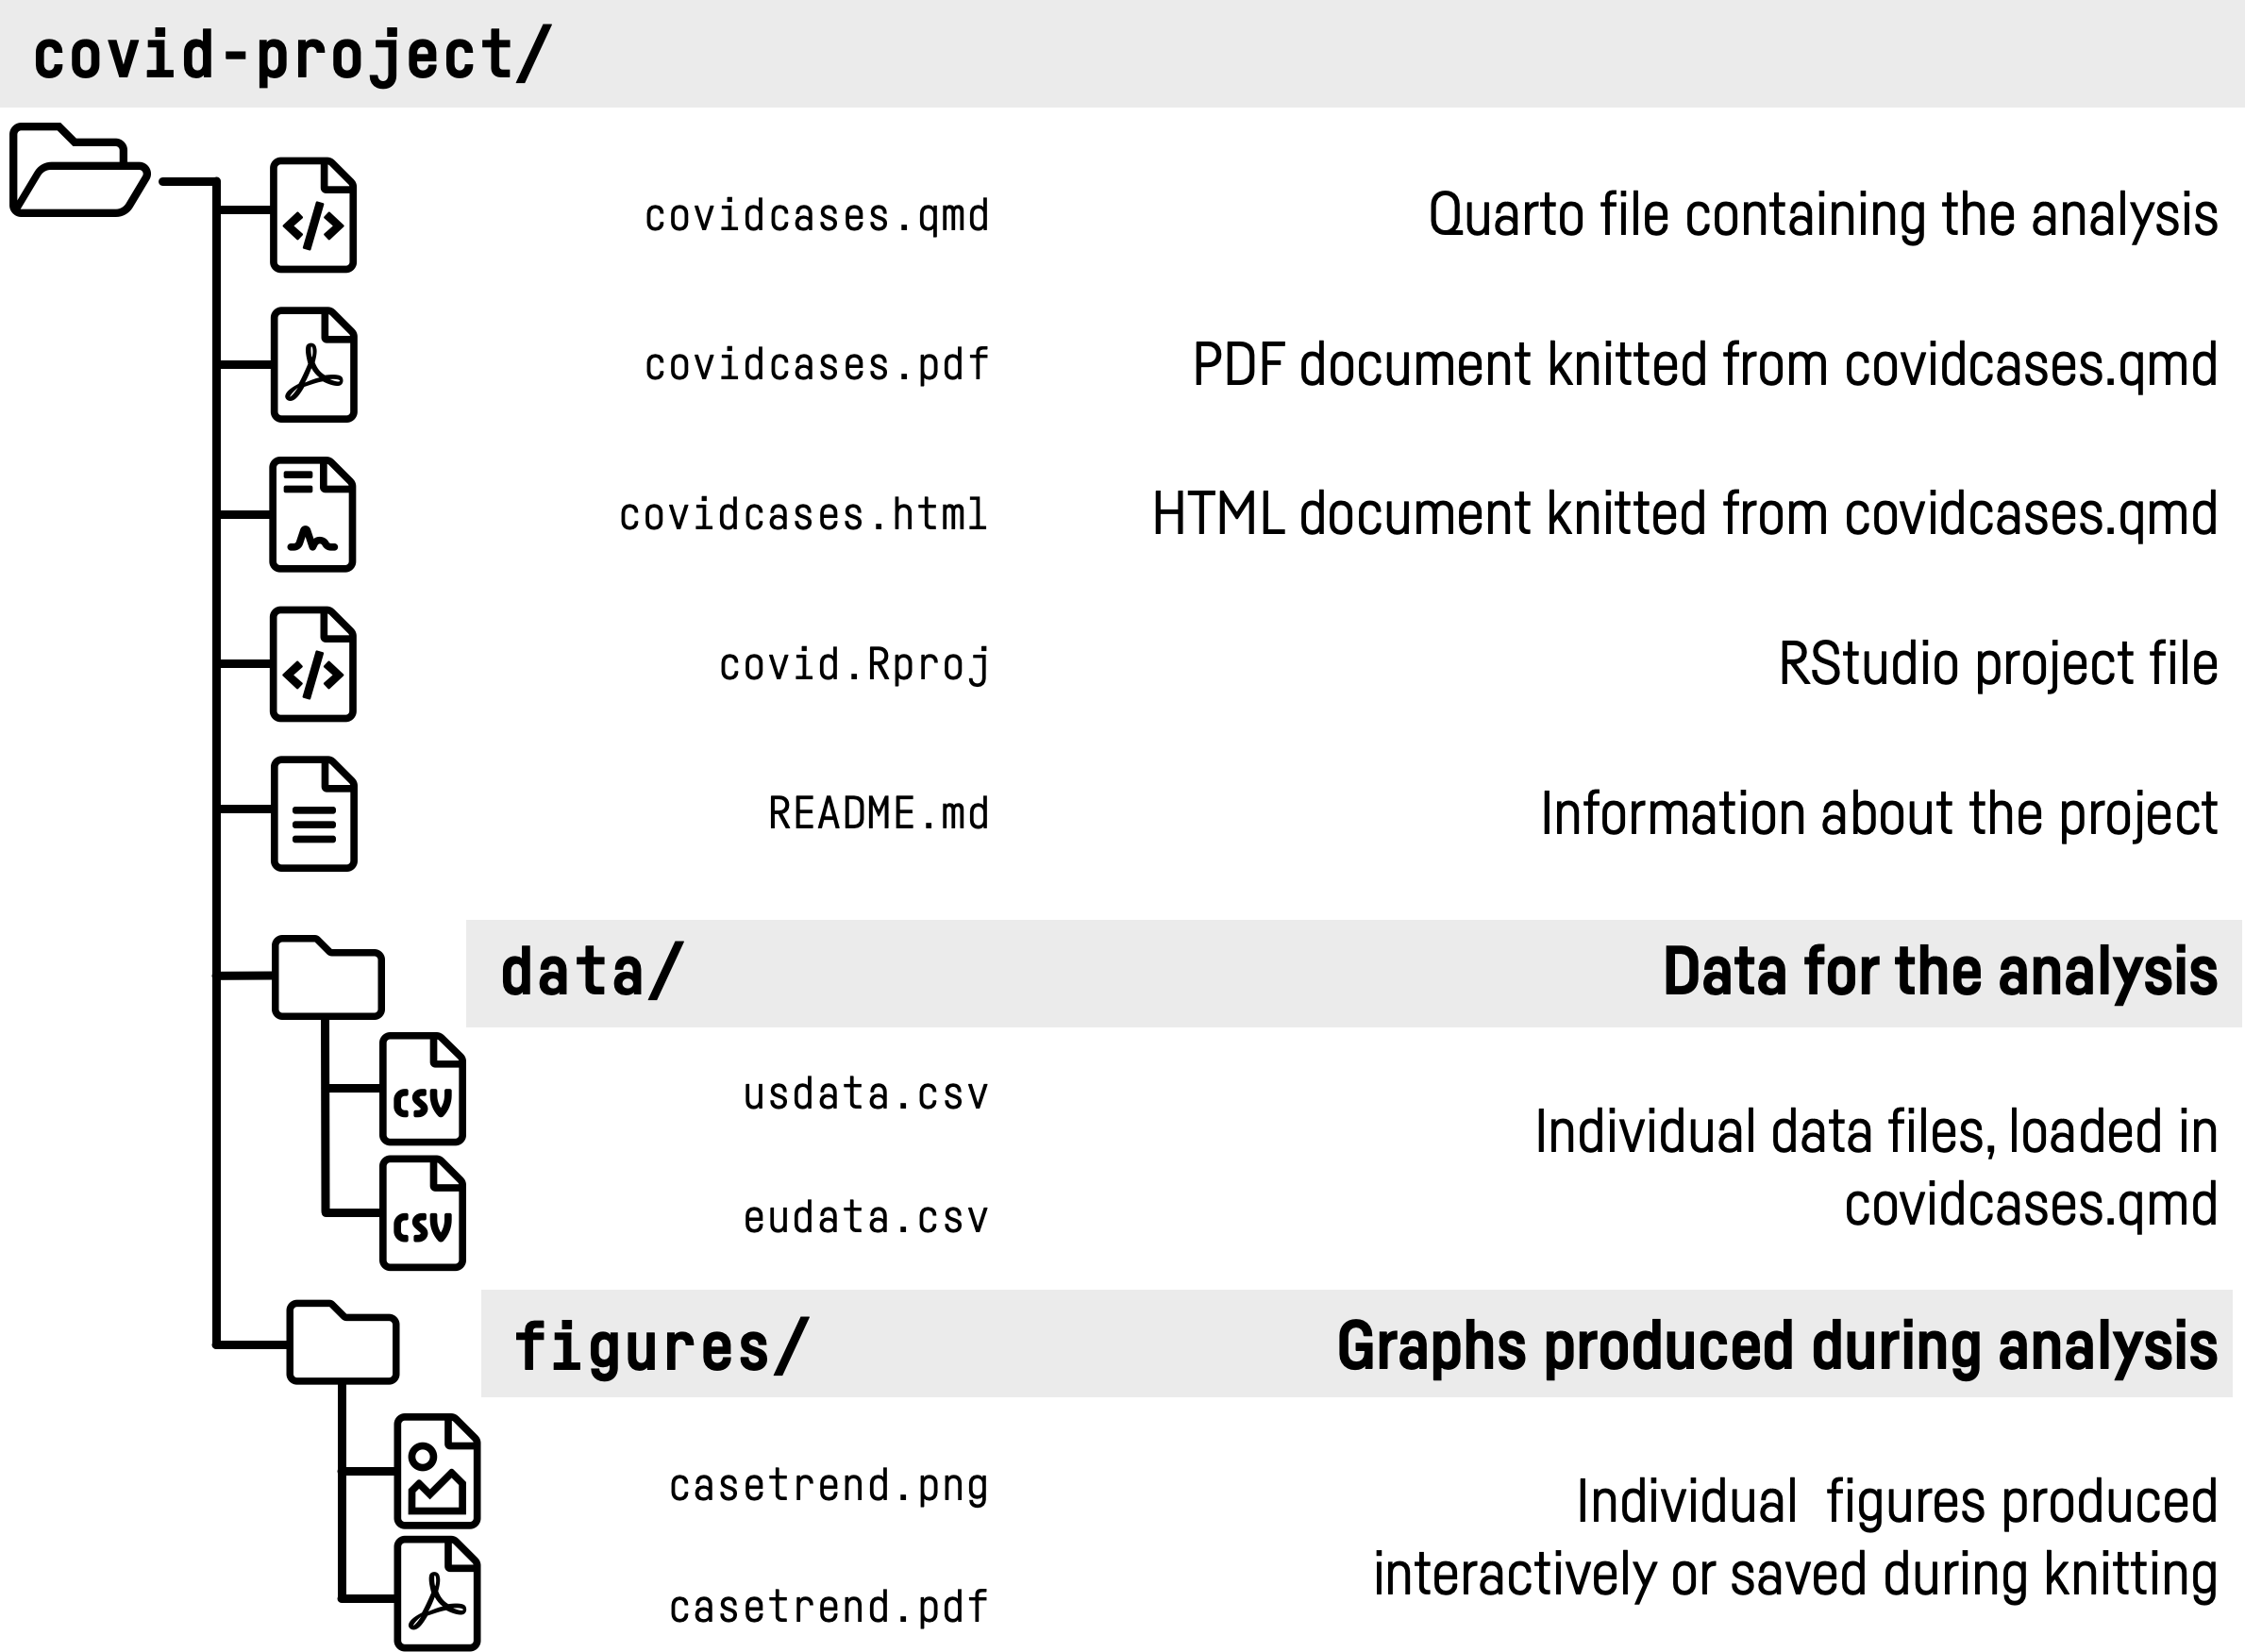 covid-project/
</>
covidcases.qmd Quarto file containing the analysis
covidcases.pdf PDF document knitted from covidcases.qmd
covidcases.html HTML document knitted from covidcases.qmd
</>
covid.Rproj RStudio project file
README.md Information about the project
data/ Data for the analysis
CSV
usdata.csv
Individual data files, loaded in
covidcases.qmd
CSV
eudata.csv
figures/ Graphs produced during analysis
casetrend.png
Individual figures produced
interactively or saved during knitting
casetrend.pdf